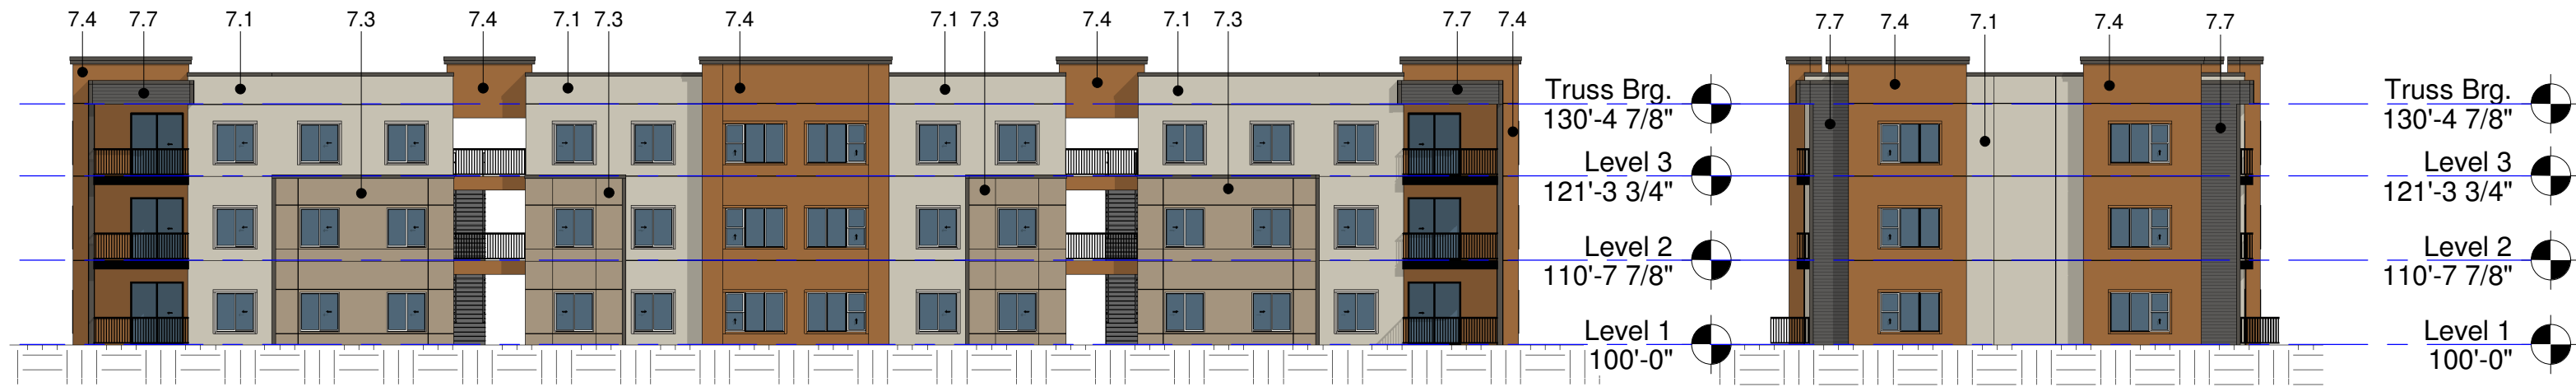 7.4 7.7 7.1 7.3 7.4 7.1 7.3 7.4 7.1 7.3 7.4 7.1 7.3 7.7 7.4
7.7 7.4 7.1 7.4 7.7
Truss Brg.
130'-4 7/8"
Level 3
121'-3 3/4"
Level 2
110'-7 7/8"
Level 1
100'-0"
Truss Brg.
130'-4 7/8"
Level 3
121'-3 3/4"
Level 2
110'-7 7/8"
Level 1
100'-0"